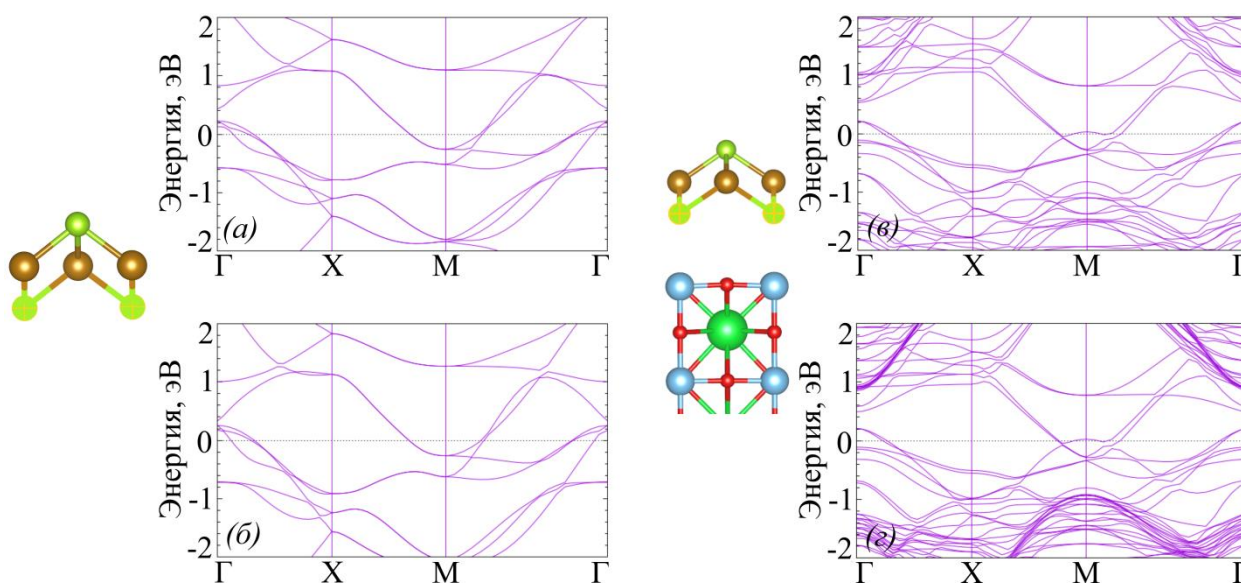 2
1
0
-1
-2
Энергия, эВ
(а)
Γ
X
M
Γ
2
1
0
-1
-2
Энергия, эВ
(б)
Γ
X
M
Γ
2
1
0
-1
-2
Энергия, эВ
(в)
Γ
X
M
Γ
2
1
0
-1
-2
Энергия, эВ
(г)
Γ
X
M
Γ